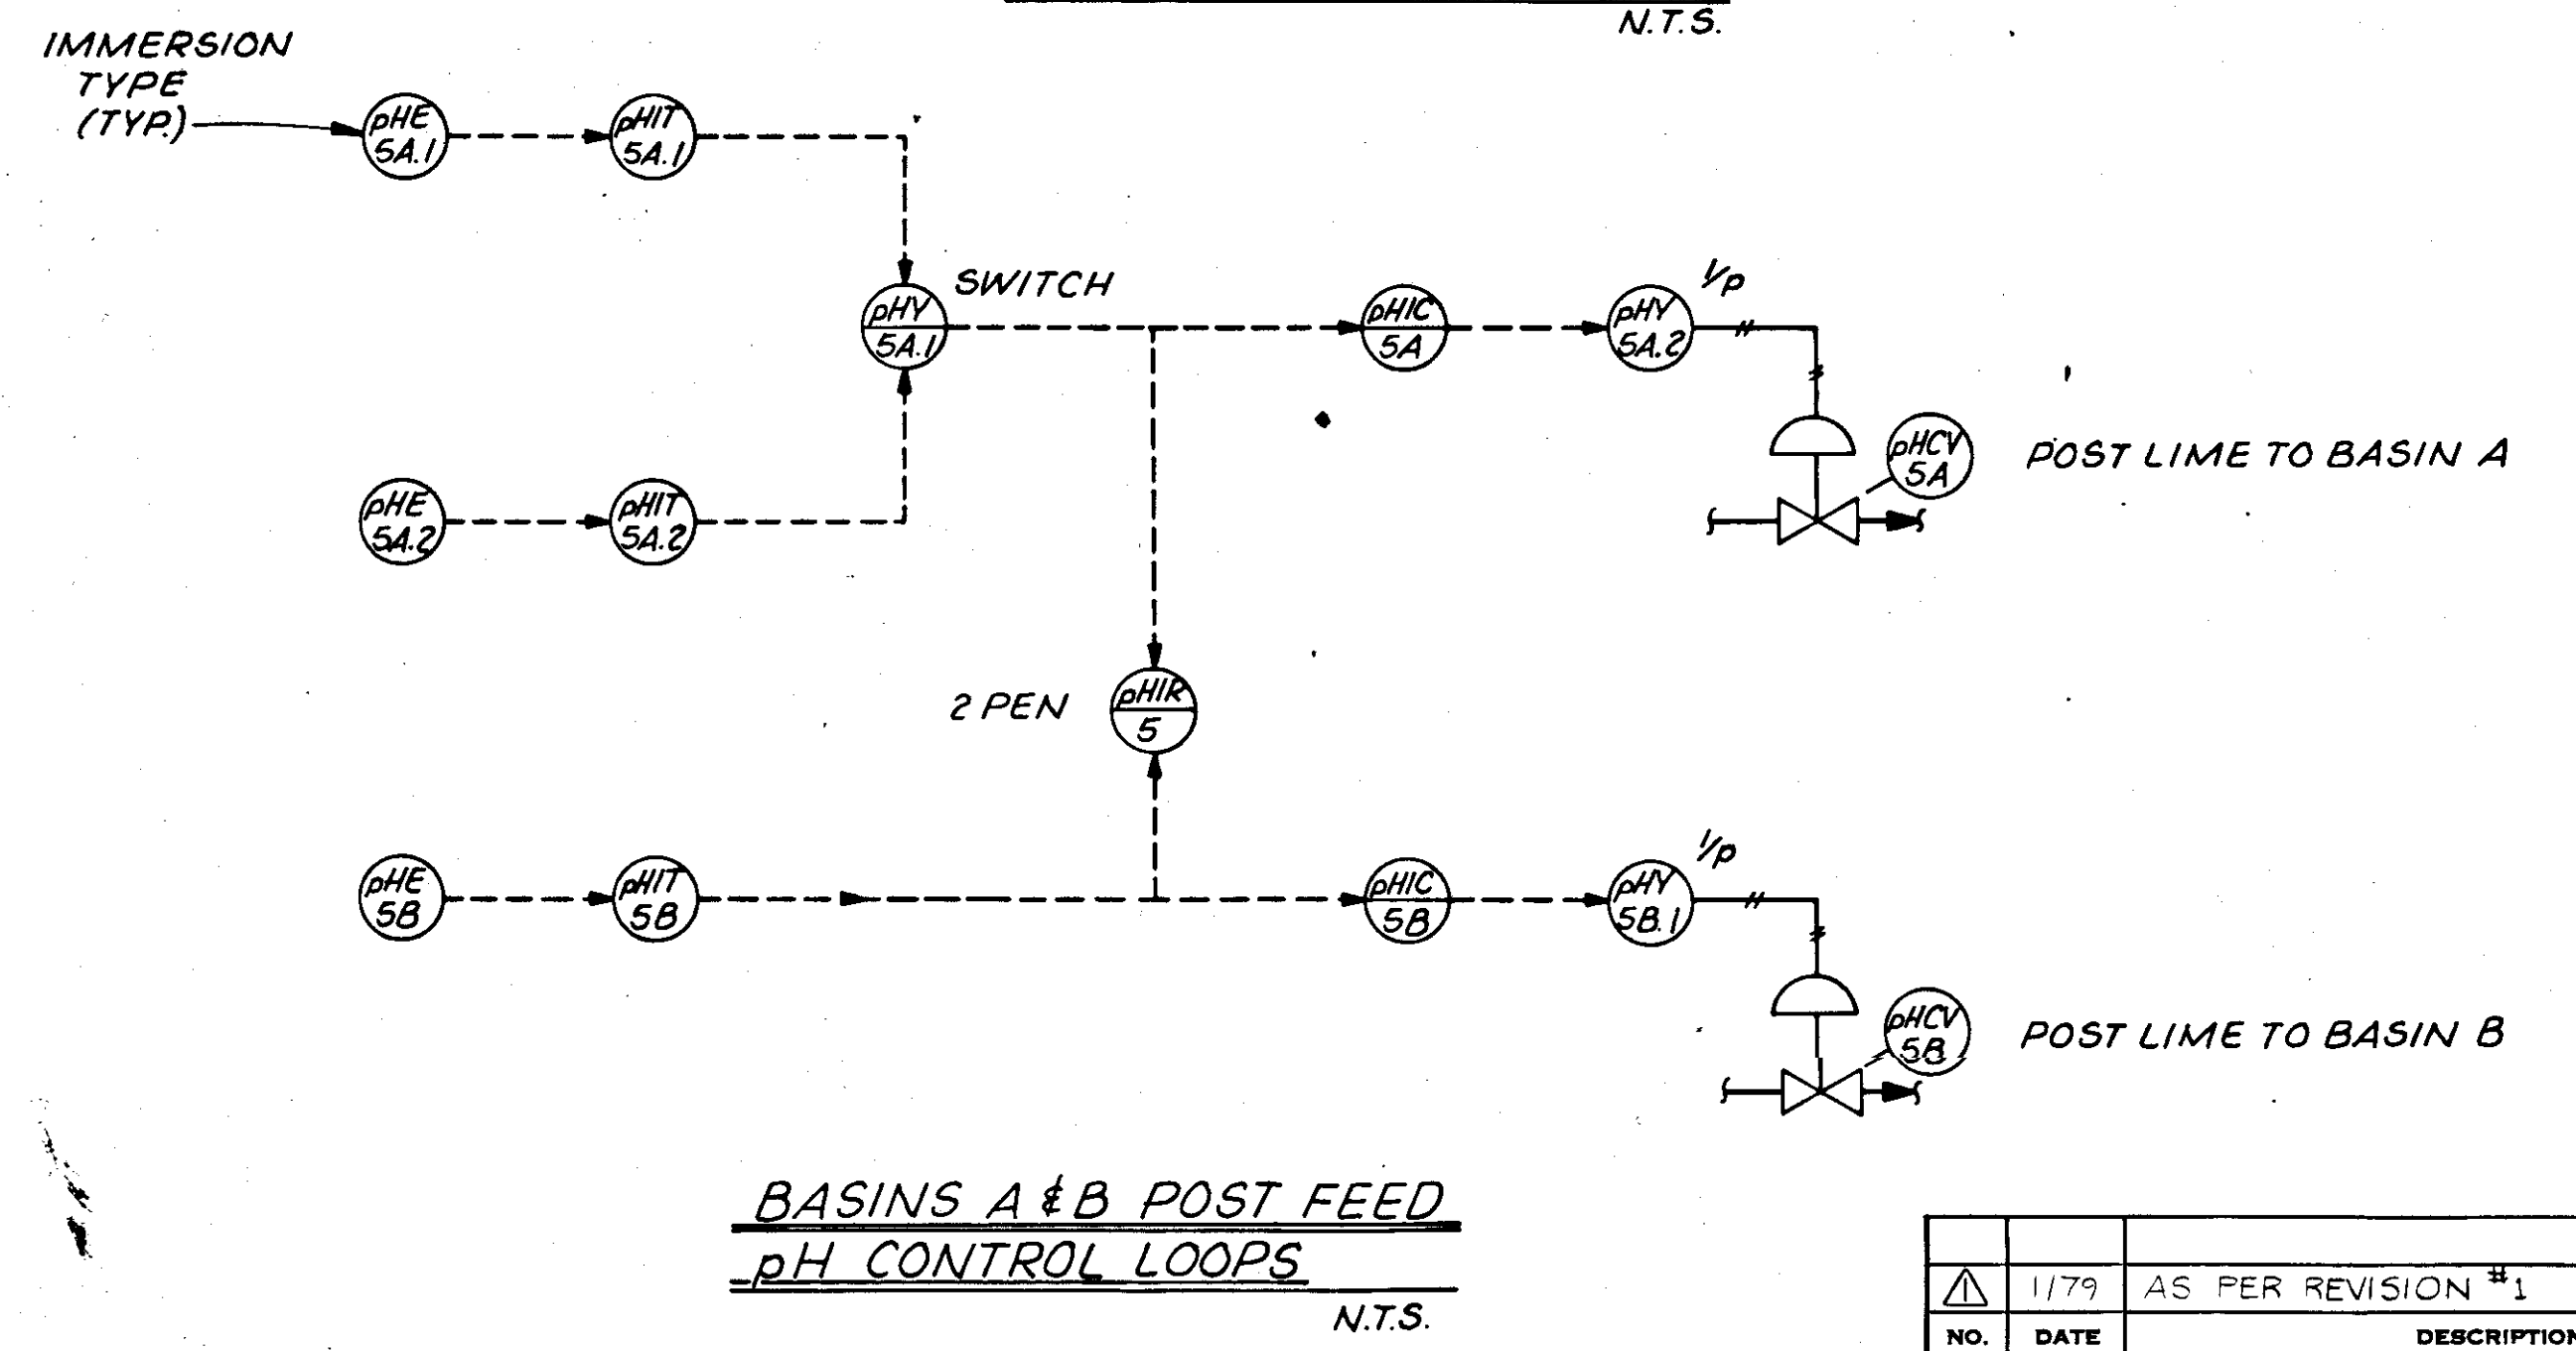 N.T.S.
IMMERSION
TYPE
(TYP.)
pHE
5A.1
pHIT
5A.1
SWITCH
pHY
5A.1
pHIC
5A
pHY
5A.2
I/p
pHCV
5A
POST LIME TO BASIN A
pHE
5A.2
pHIT
5A.2
2 PEN
pHIR
5
pHE
5B
pHIT
5B
pHIC
5B
pHY
5B.1
I/p
pHCV
5B
POST LIME TO BASIN B
BASINS A & B POST FEED
pH CONTROL LOOPS
N.T.S.
1 1/79 AS PER REVISION #1
NO. DATE DESCRIPTION